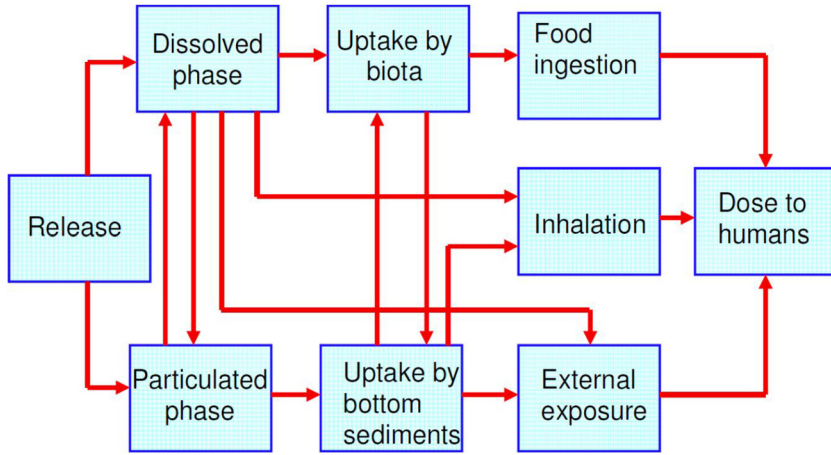 Dissolved
phase
Uptake by
biota
Food
ingestion
Release
Inhalation
Dose to
humans
Particulated
phase
Uptake by
bottom
sediments
External
exposure